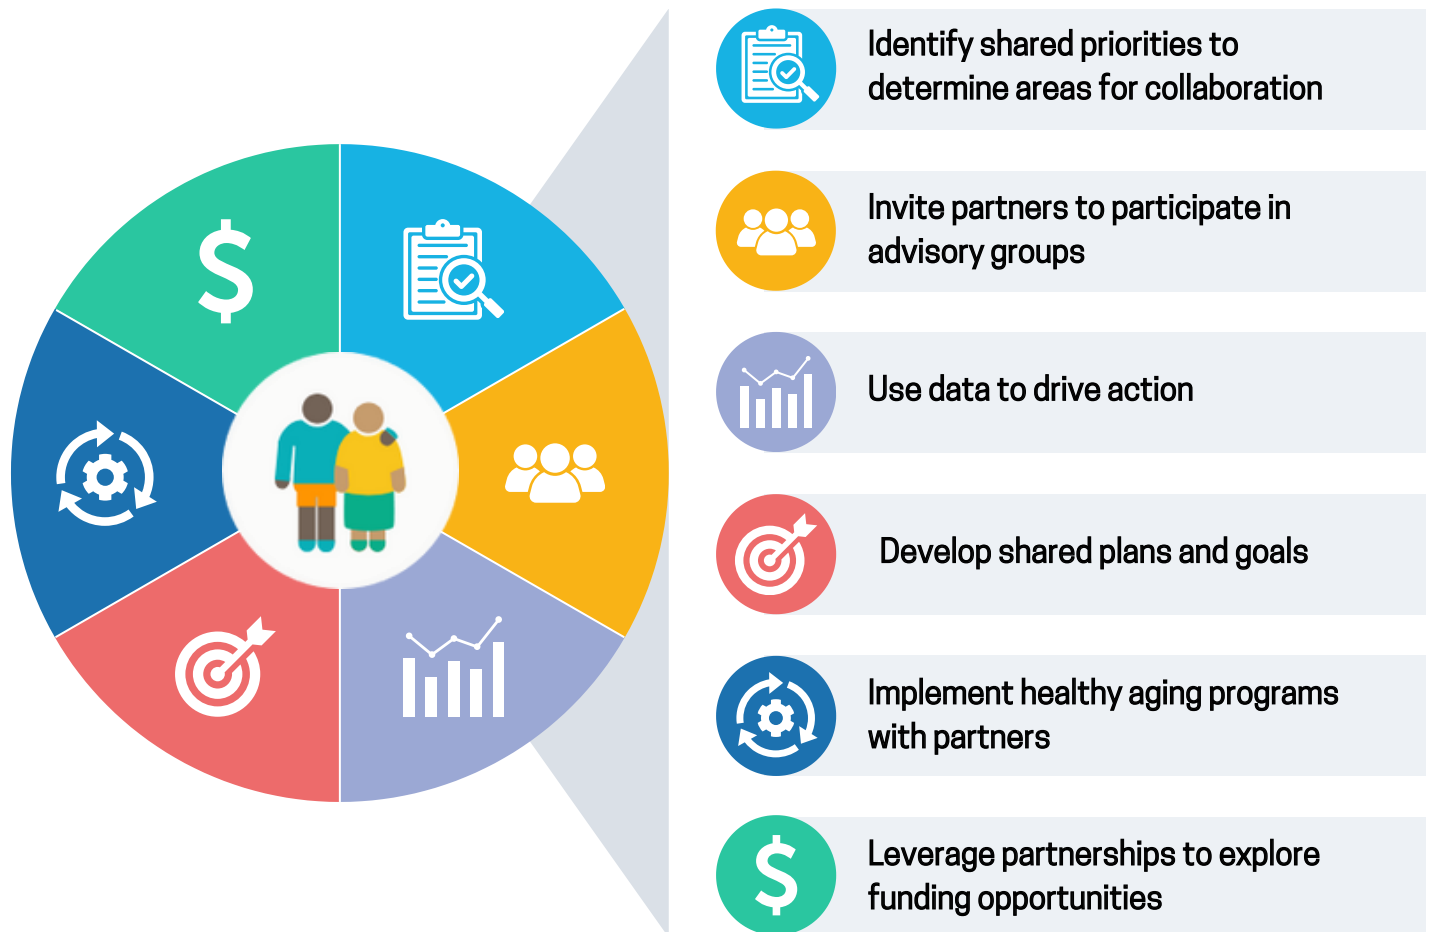 Identify shared priorities to
determine areas for collaboration
Invite partners to participate in
advisory groups
Use data to drive action
Develop shared plans and goals
Implement healthy aging programs
with partners
Leverage partnerships to explore
funding opportunities